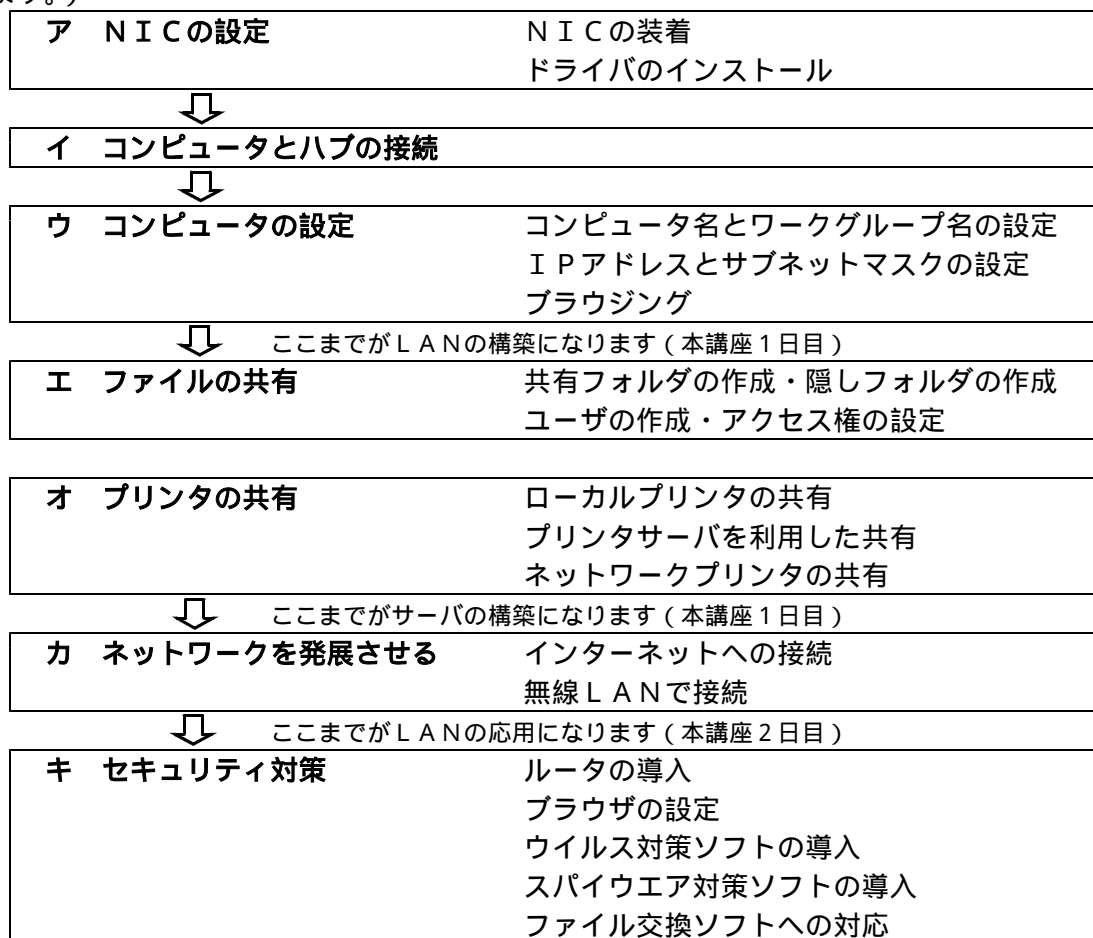 ます。)
ア ＮＩＣの設定 ＮＩＣの装着
ドライバのインストール
イ コンピュータとハブの接続
ウ コンピュータの設定 コンピュータ名とワークグループ名の設定
ＩＰアドレスとサブネットマスクの設定
ブラウジング
ここまでがＬＡＮの構築になります（本講座１日目）
エ ファイルの共有 共有フォルダの作成・隠しフォルダの作成
ユーザの作成・アクセス権の設定
オ プリンタの共有 ローカルプリンタの共有
プリンタサーバを利用した共有
ネットワークプリンタの共有
ここまでがサーバの構築になります（本講座１日目）
カ ネットワークを発展させる インターネットへの接続
無線ＬＡＮで接続
ここまでがＬＡＮの応用になります（本講座２日目）
キ セキュリティ対策 ルータの導入
ブラウザの設定
ウイルス対策ソフトの導入
スパイウエア対策ソフトの導入
ファイル交換ソフトへの対応